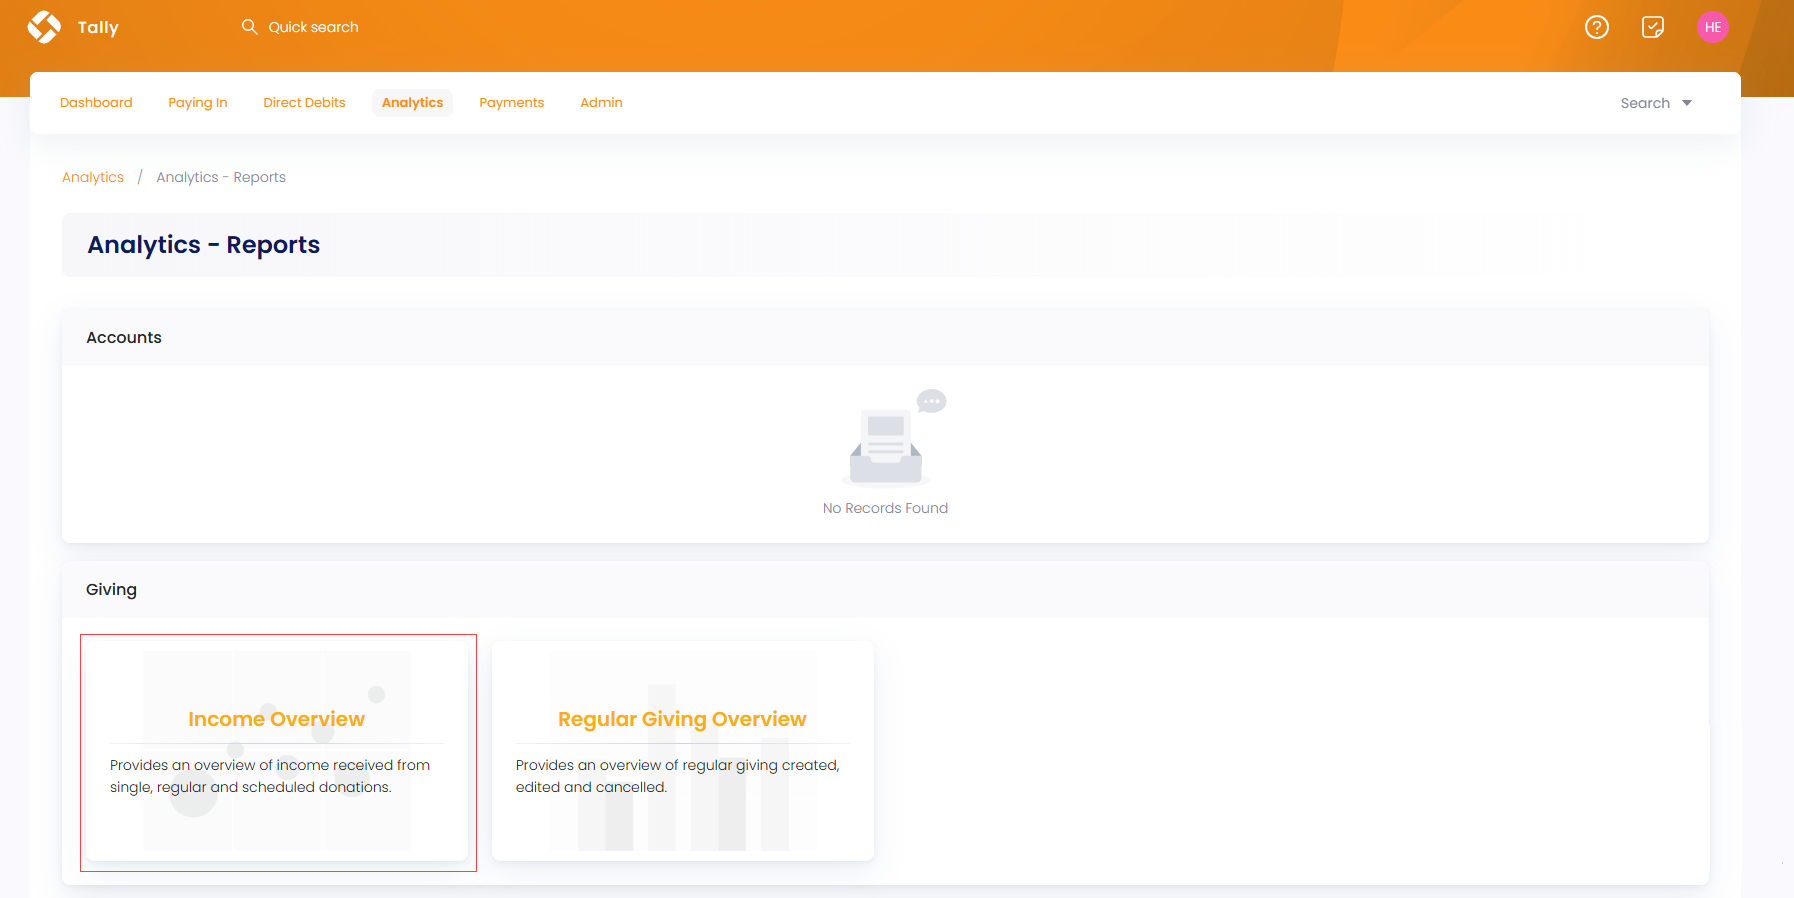 Tally
Quick search
HE
Dashboard
Paying In
Direct Debits
Analytics
Payments
Admin
Search
Analytics / Analytics - Reports
Analytics - Reports
Accounts
No Records Found
Giving
Income Overview
Provides an overview of income received from
single, regular and scheduled donations.
Regular Giving Overview
Provides an overview of regular giving created,
edited and cancelled.